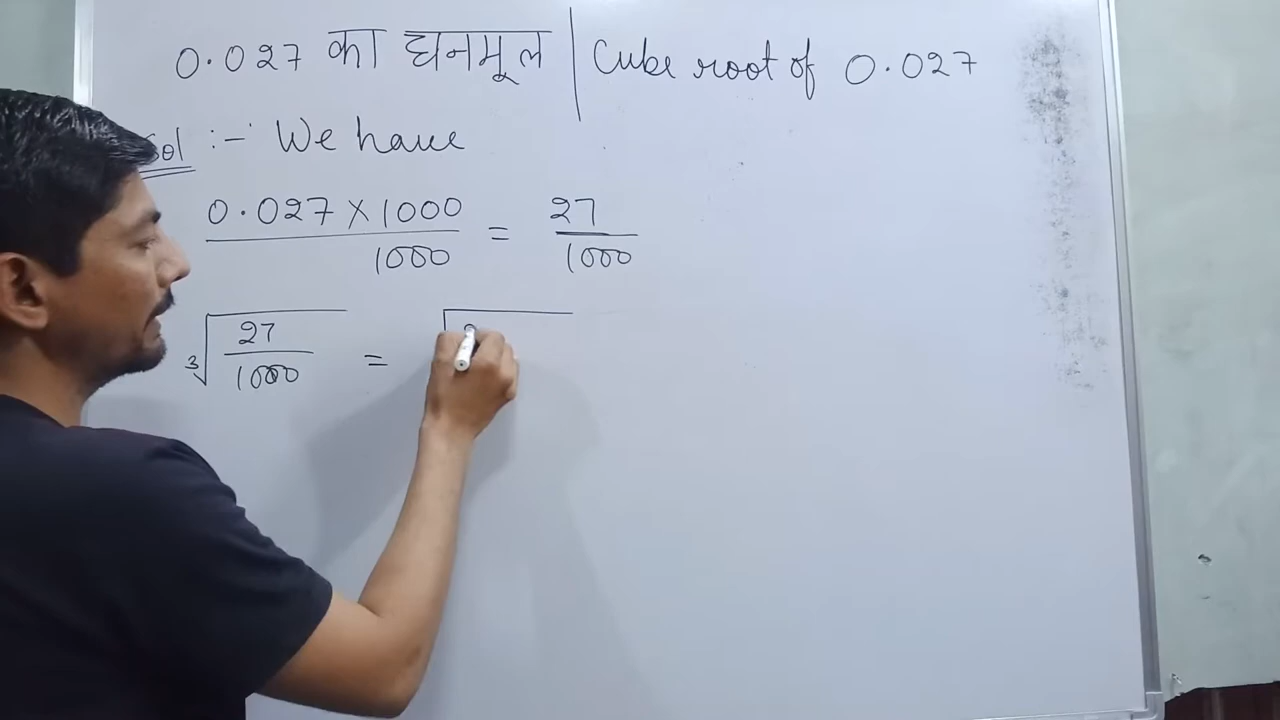 0.027 का घनमूल | Cube root of 0.027
Sol :- We have
0.027 × 1000 / 1000 = 27 / 1000
∛(27 / 1000) =